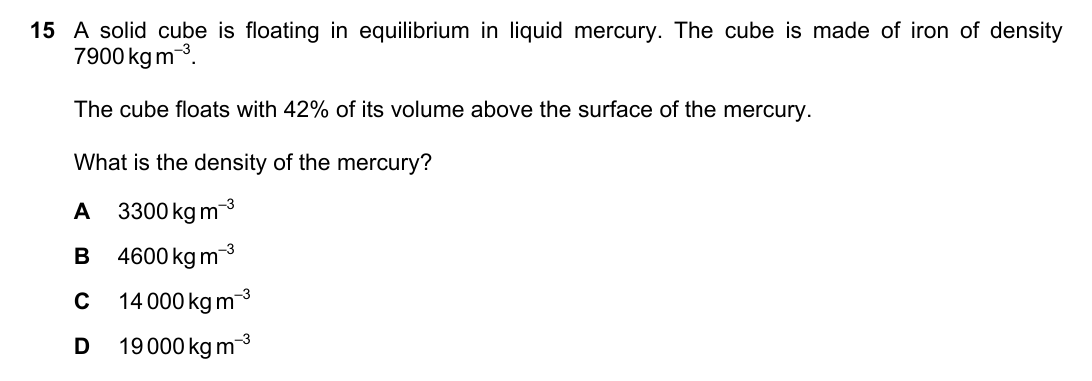 15 A solid cube is floating in equilibrium in liquid mercury. The cube is made of iron of density
7900 kg m⁻³.
The cube floats with 42% of its volume above the surface of the mercury.
What is the density of the mercury?
A 3300 kg m⁻³
B 4600 kg m⁻³
C 14 000 kg m⁻³
D 19 000 kg m⁻³